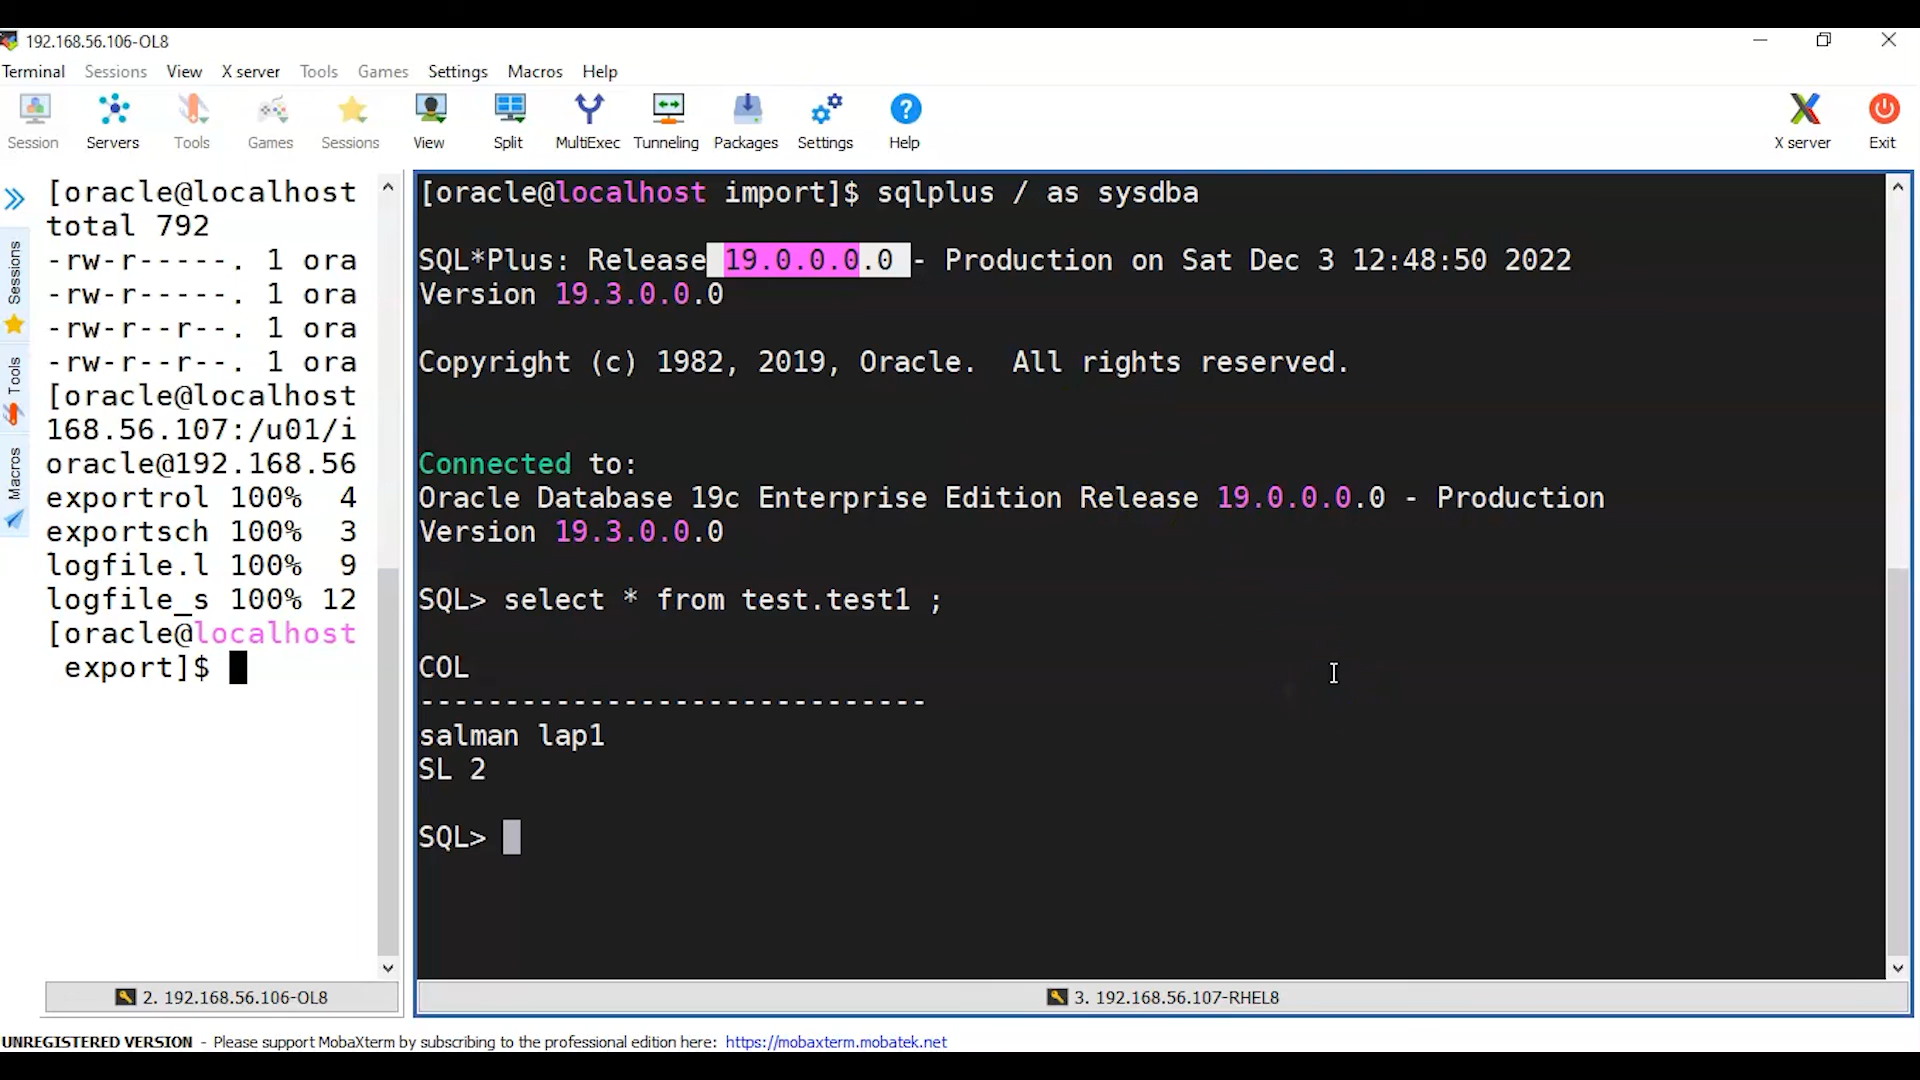 192.168.56.106-OL8
Terminal Sessions View X server Tools Games Settings Macros Help
Session Servers Tools Games Sessions View Split MultiExec Tunneling Packages Settings Help X server Exit
Sessions
Tools
Macros
[oracle@localhost
total 792
-rw-r-----. 1 ora
-rw-r-----. 1 ora
-rw-r--r--. 1 ora
-rw-r--r--. 1 ora
[oracle@localhost
168.56.107:/u01/i
oracle@192.168.56
exportrol 100% 4
exportsch 100% 3
logfile.l 100% 9
logfile_s 100% 12
[oracle@localhost
export]$
2. 192.168.56.106-OL8
[oracle@localhost import]$ sqlplus / as sysdba
SQL*Plus: Release 19.0.0.0.0 - Production on Sat Dec 3 12:48:50 2022
Version 19.3.0.0.0
Copyright (c) 1982, 2019, Oracle. All rights reserved.
Connected to:
Oracle Database 19c Enterprise Edition Release 19.0.0.0.0 - Production
Version 19.3.0.0.0
SQL> select * from test.test1 ;
COL
------------------------------
salman lap1
SL 2
SQL>
3. 192.168.56.107-RHEL8
UNREGISTERED VERSION - Please support MobaXterm by subscribing to the professional edition here: https://mobaxterm.mobatek.net